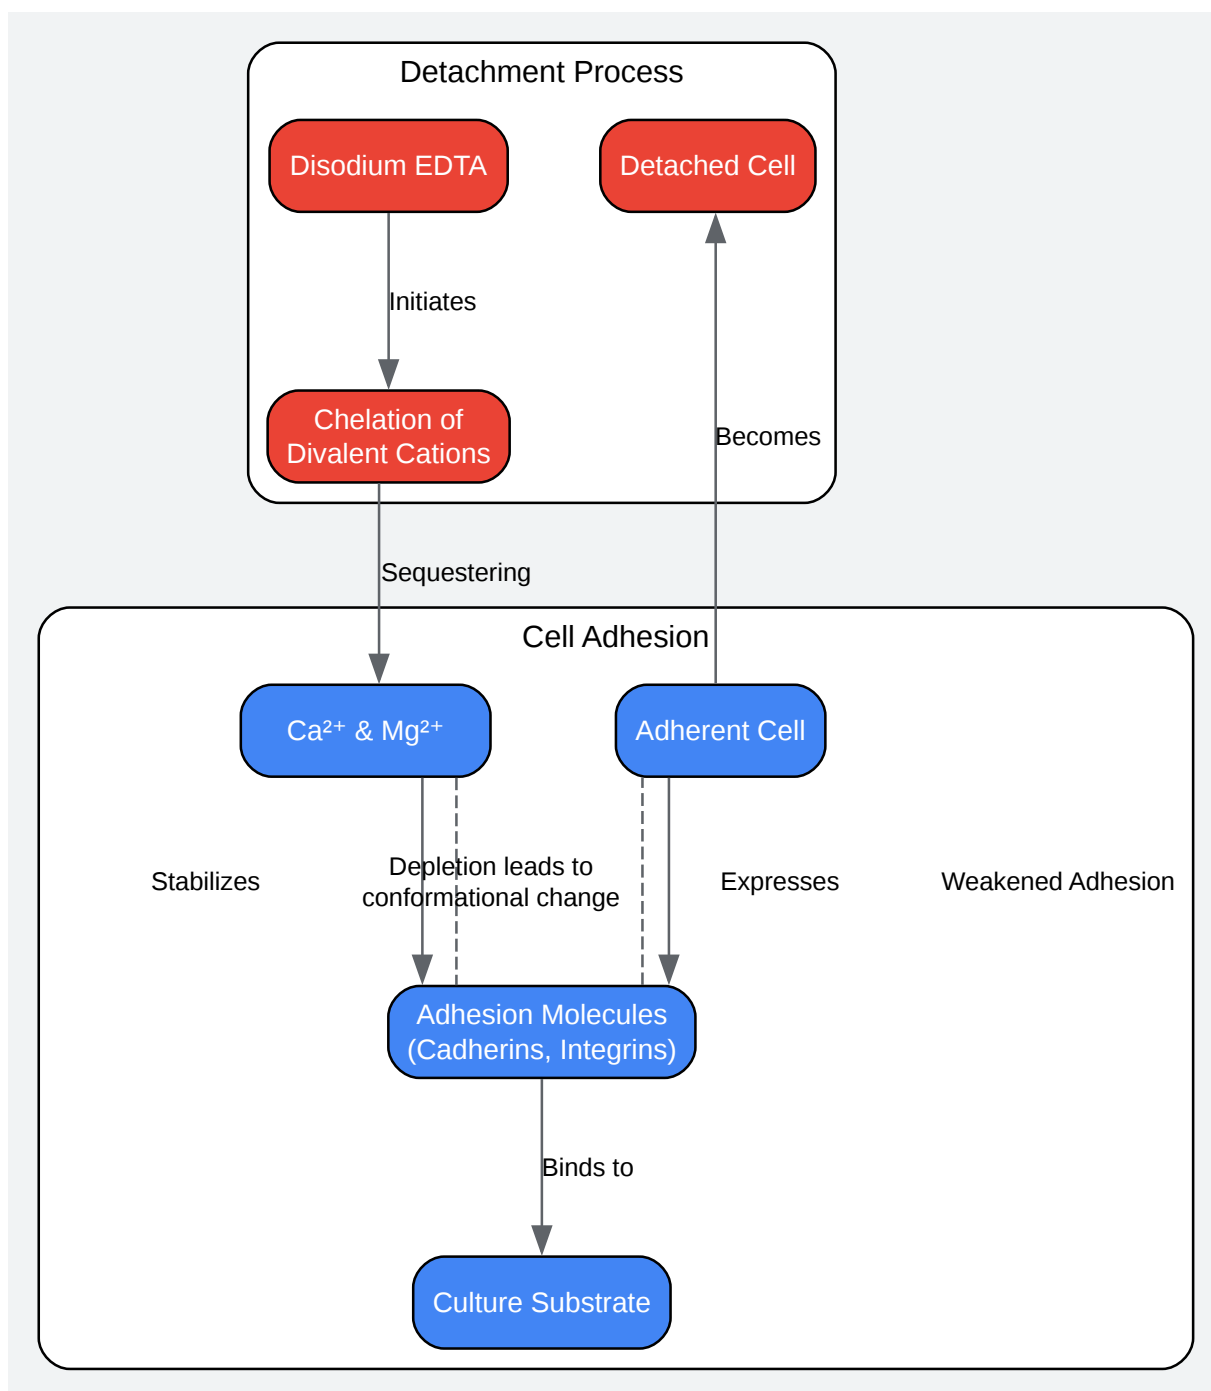 Detachment Process
Disodium EDTA
Detached Cell
Initiates
Chelation of
Divalent Cations
Becomes
Sequestering
Cell Adhesion
Ca²⁺ & Mg²⁺
Adherent Cell
Stabilizes
Depletion leads to
conformational change
Expresses
Weakened Adhesion
Adhesion Molecules
(Cadherins, Integrins)
Binds to
Culture Substrate